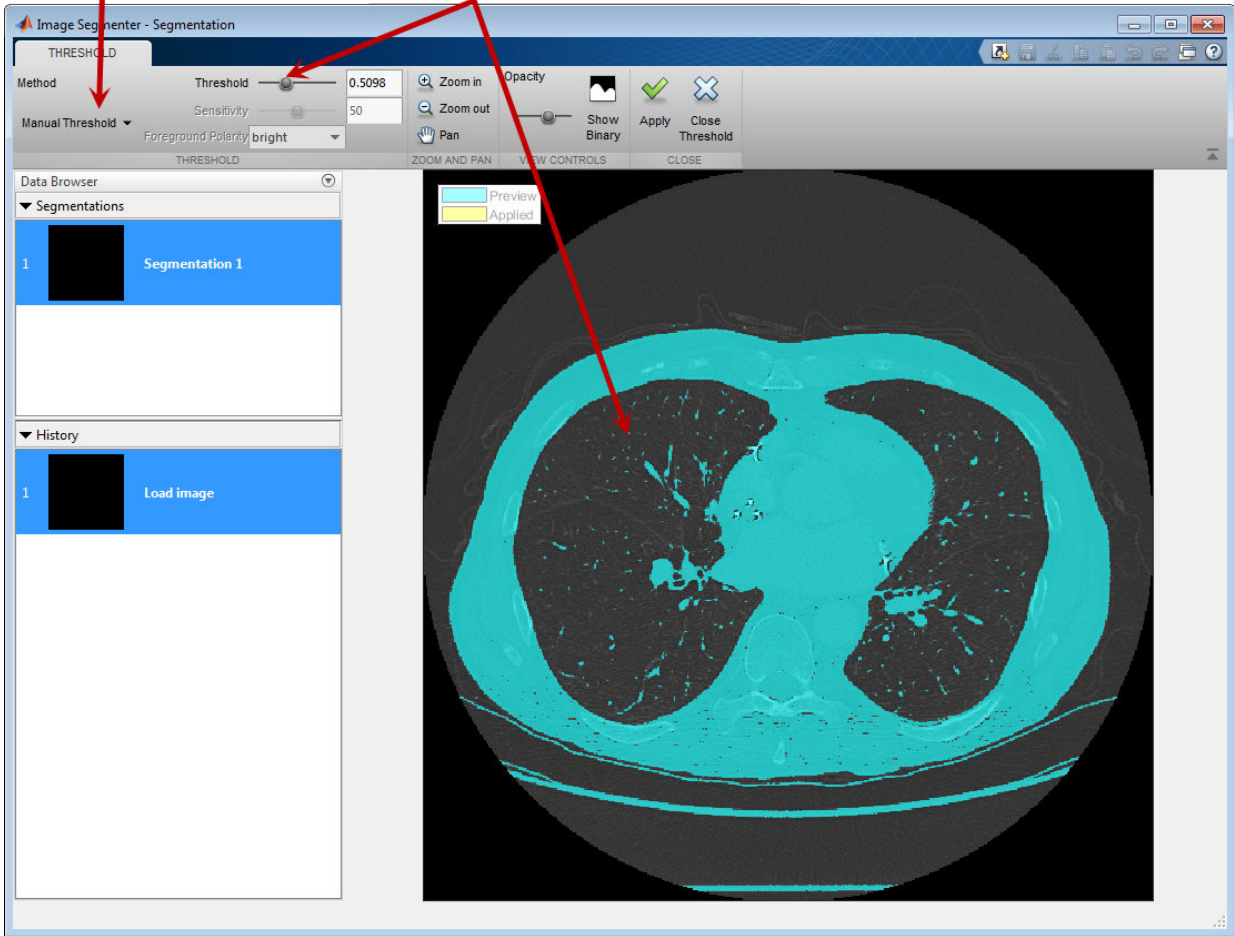 Image Segmenter - Segmentation
THRESHOLD
Method
Manual Threshold
Threshold 0.5098
Sensitivity 50
Foreground Polarity bright
THRESHOLD
Zoom in
Zoom out
Pan
ZOOM AND PAN
Opacity
Show
Binary
VIEW CONTROLS
Apply
Close
Threshold
CLOSE
Data Browser
Segmentations
1 Segmentation 1
History
1 Load image
Preview
Applied